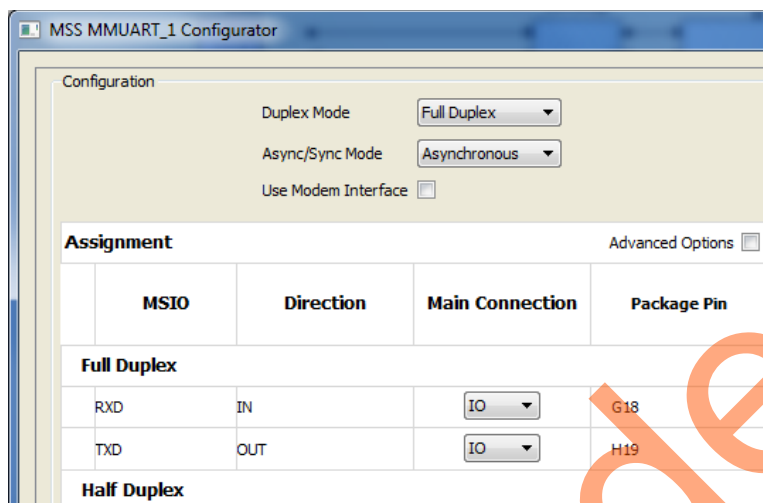 MSS MMUART_1 Configurator
Configuration
Duplex Mode Full Duplex
Async/Sync Mode Asynchronous
Use Modem Interface
Assignment Advanced Options
MSIO Direction Main Connection Package Pin
Full Duplex
RXD IN IO G18
TXD OUT IO H19
Half Duplex
de